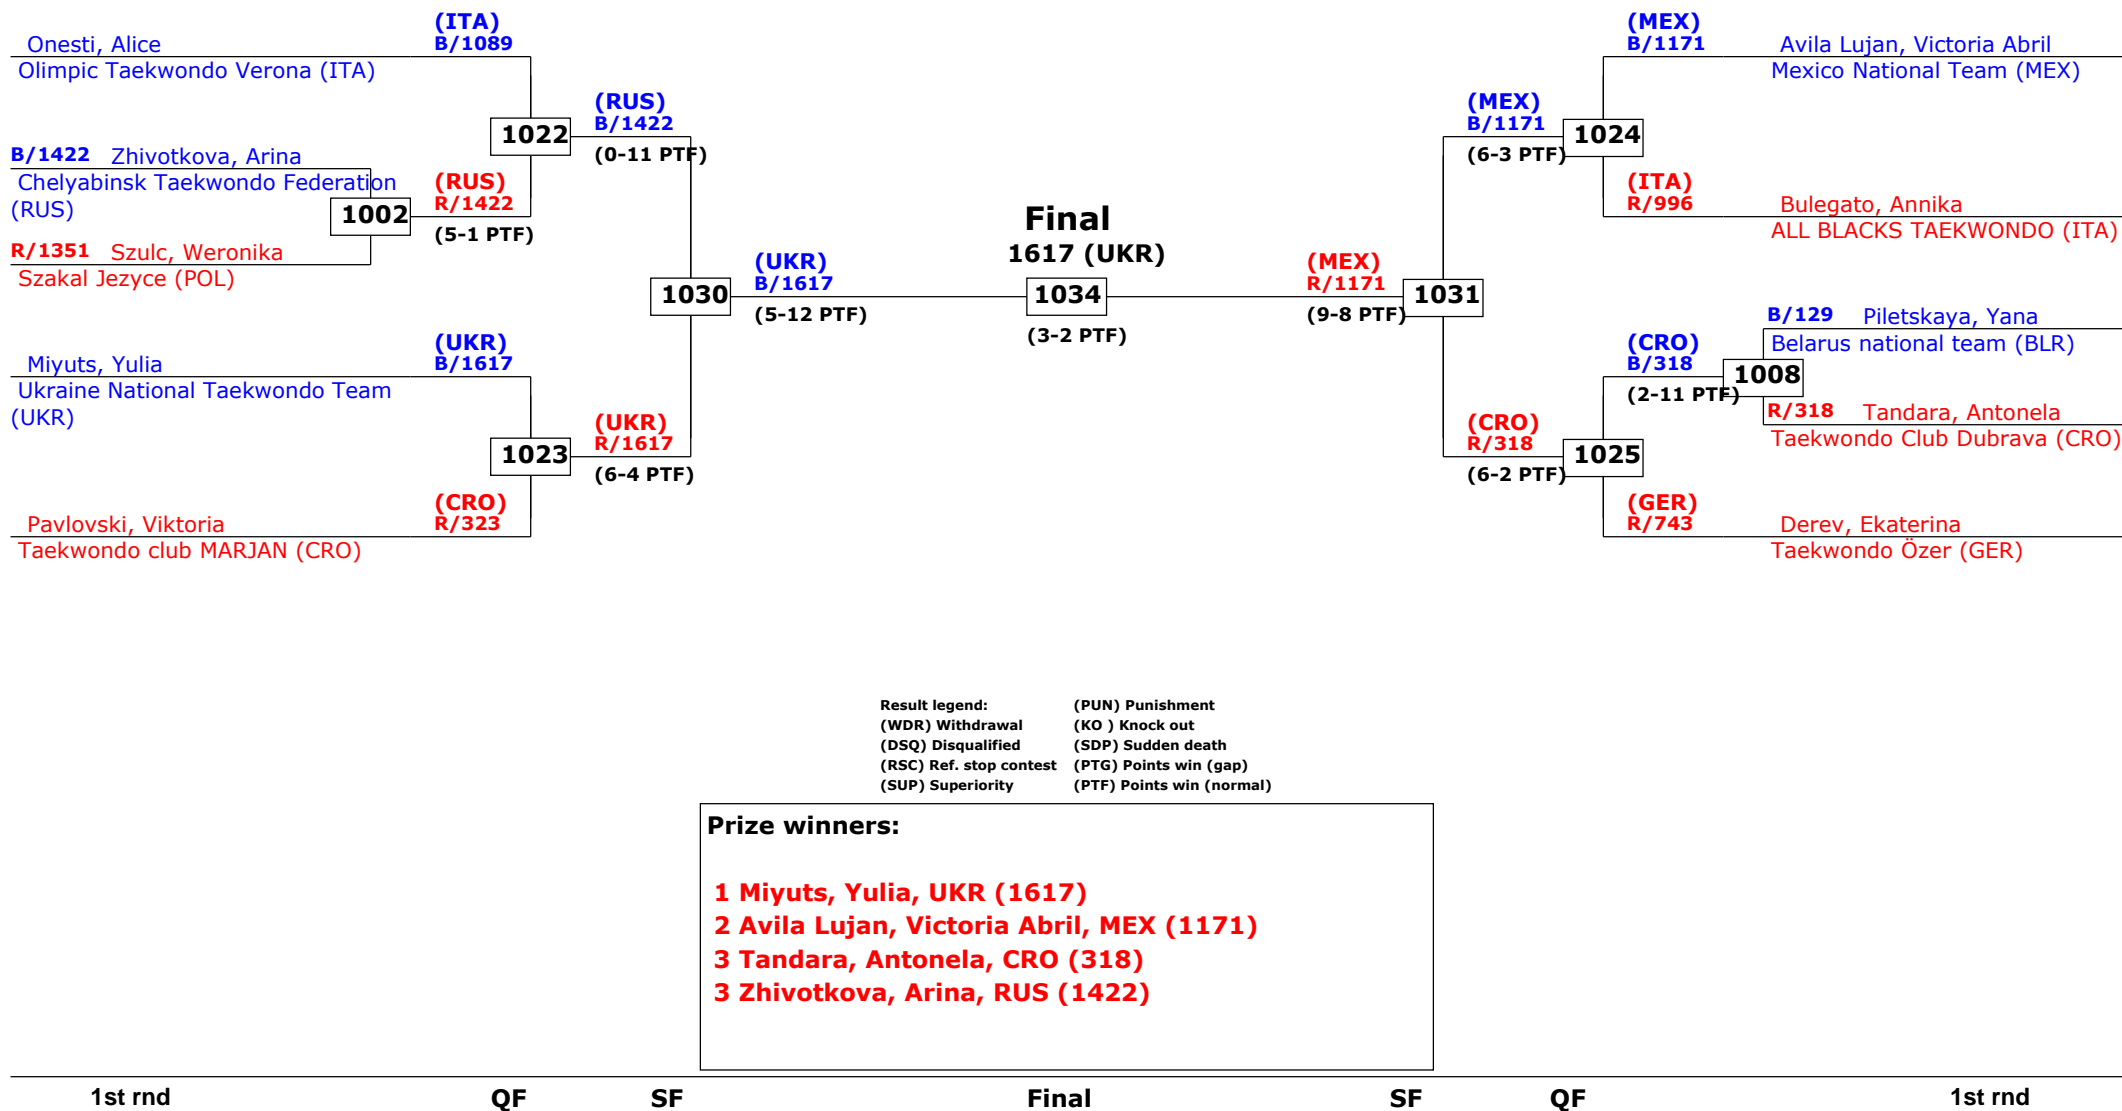 (ITA)
B/1089
Onesti, Alice
Olimpic Taekwondo Verona (ITA)
B/1422 Zhivotkova, Arina
Chelyabinsk Taekwondo Federation
(RUS)
R/1351 Szulc, Weronika
Szakal Jezyce (POL)
1002
(RUS)
R/1422
(5-1 PTF)
1022
(RUS)
B/1422
(0-11 PTF)
Miyuts, Yulia
Ukraine National Taekwondo Team
(UKR)
(UKR)
B/1617
Pavlovski, Viktoria
Taekwondo club MARJAN (CRO)
(CRO)
R/323
1023
(UKR)
R/1617
(6-4 PTF)
1030
(UKR)
B/1617
(5-12 PTF)
Final
1617 (UKR)
1034
(3-2 PTF)
(MEX)
R/1171
(9-8 PTF)
1031
(MEX)
B/1171
(6-3 PTF)
1024
(MEX)
B/1171
Avila Lujan, Victoria Abril
Mexico National Team (MEX)
(ITA)
R/996
Bulegato, Annika
ALL BLACKS TAEKWONDO (ITA)
(CRO)
R/318
(6-2 PTF)
1025
(CRO)
B/318
(2-11 PTF)
1008
B/129 Piletskaya, Yana
Belarus national team (BLR)
R/318 Tandara, Antonela
Taekwondo Club Dubrava (CRO)
(GER)
R/743
Derev, Ekaterina
Taekwondo Özer (GER)
Result legend: (PUN) Punishment
(WDR) Withdrawal (KO ) Knock out
(DSQ) Disqualified (SDP) Sudden death
(RSC) Ref. stop contest (PTG) Points win (gap)
(SUP) Superiority (PTF) Points win (normal)
Prize winners:
1 Miyuts, Yulia, UKR (1617)
2 Avila Lujan, Victoria Abril, MEX (1171)
3 Tandara, Antonela, CRO (318)
3 Zhivotkova, Arina, RUS (1422)
1st rnd QF SF Final SF QF 1st rnd